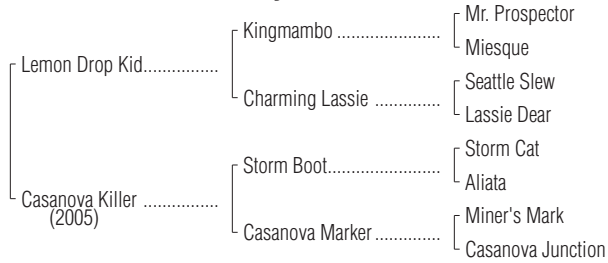 Mr. Prospector
Kingmambo ......................
Miesque
Lemon Drop Kid................
Seattle Slew
Charming Lassie ..............
Lassie Dear
Storm Cat
Storm Boot........................
Aliata
Casanova Killer ................
(2005)
Miner's Mark
Casanova Marker..............
Casanova Junction